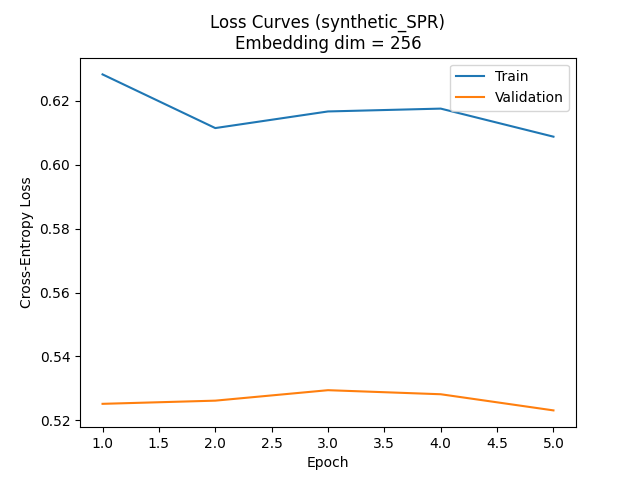 Loss Curves (synthetic_SPR)
Embedding dim = 256
Train
Validation
Cross-Entropy Loss
0.62
0.60
0.58
0.56
0.54
0.52
1.0 1.5 2.0 2.5 3.0 3.5 4.0 4.5 5.0
Epoch